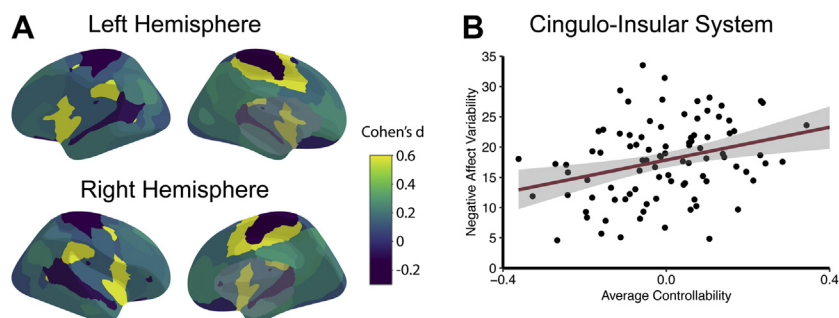 A
Left Hemisphere
Cohen's d
0.6
0.4
0.2
0
-0.2
Right Hemisphere
B
Cingulo-Insular System
Negative Affect Variability
35
30
25
20
15
10
5
0
−0.4
0.0
0.4
Average Controllability